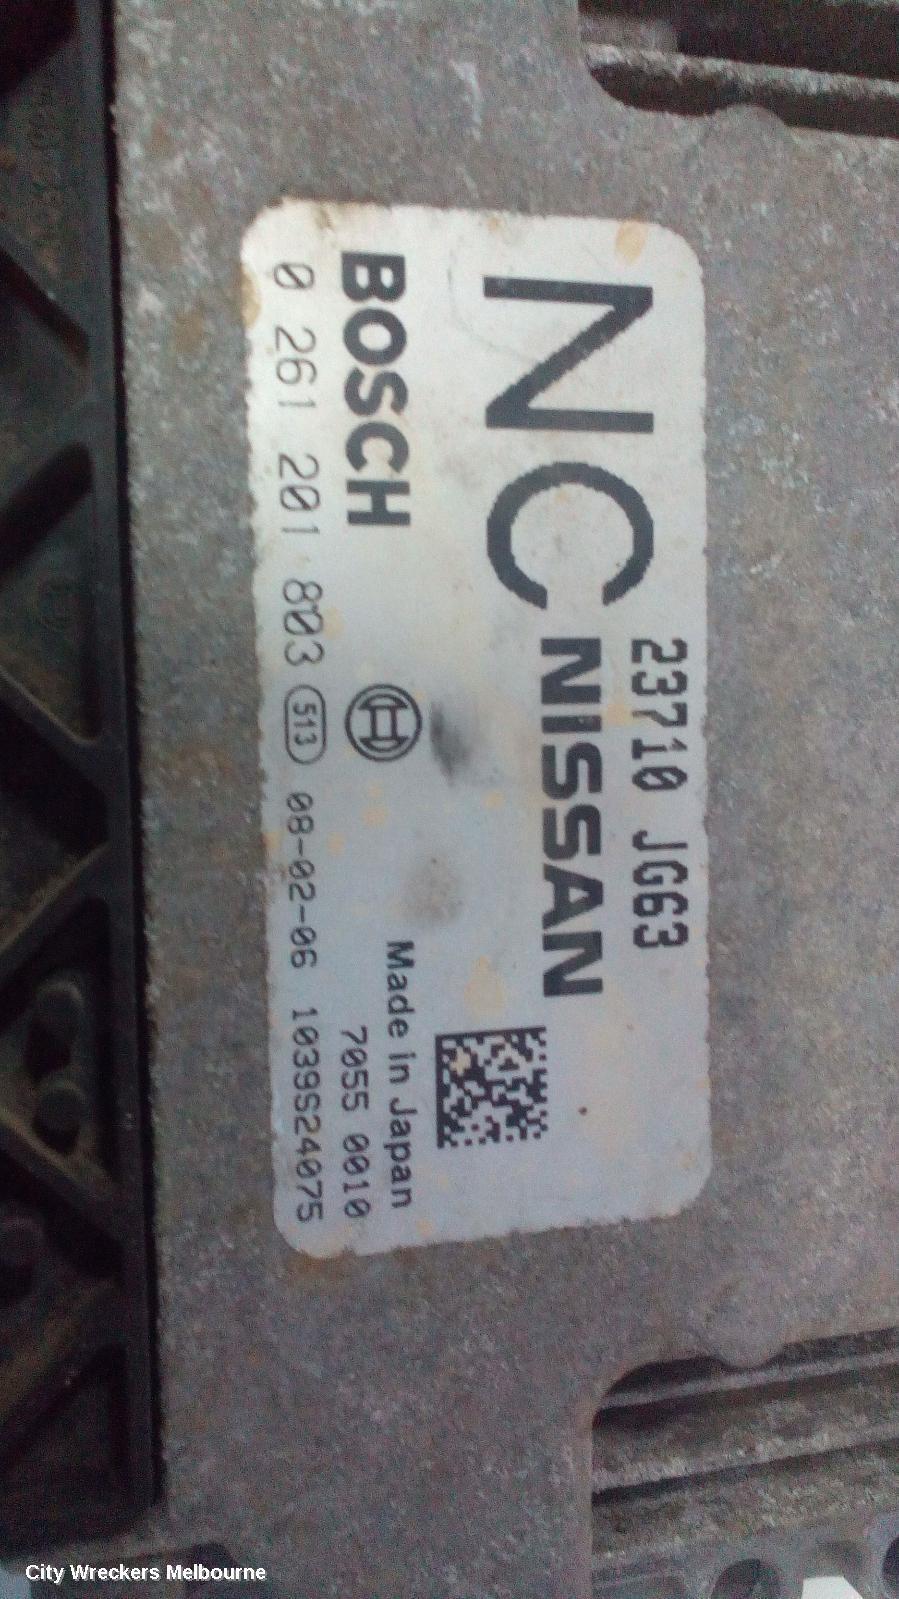 23710 JG63
NC NISSAN
BOSCH
Made in Japan
7055 0010
0 261 201 803 513 08-02-06 1039S24075
City Wreckers Melbourne